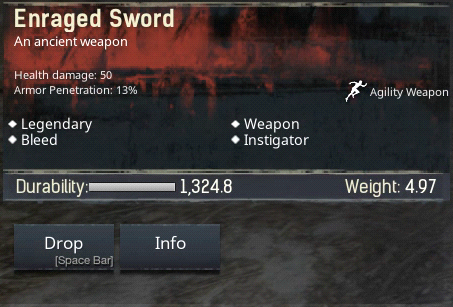 Enraged Sword
An ancient weapon
Health damage: 50
Armor Penetration: 13%
Agility Weapon
Legendary
Weapon
Bleed
Instigator
Durability: 1,324.8
Weight: 4.97
Drop
[Space Bar]
Info